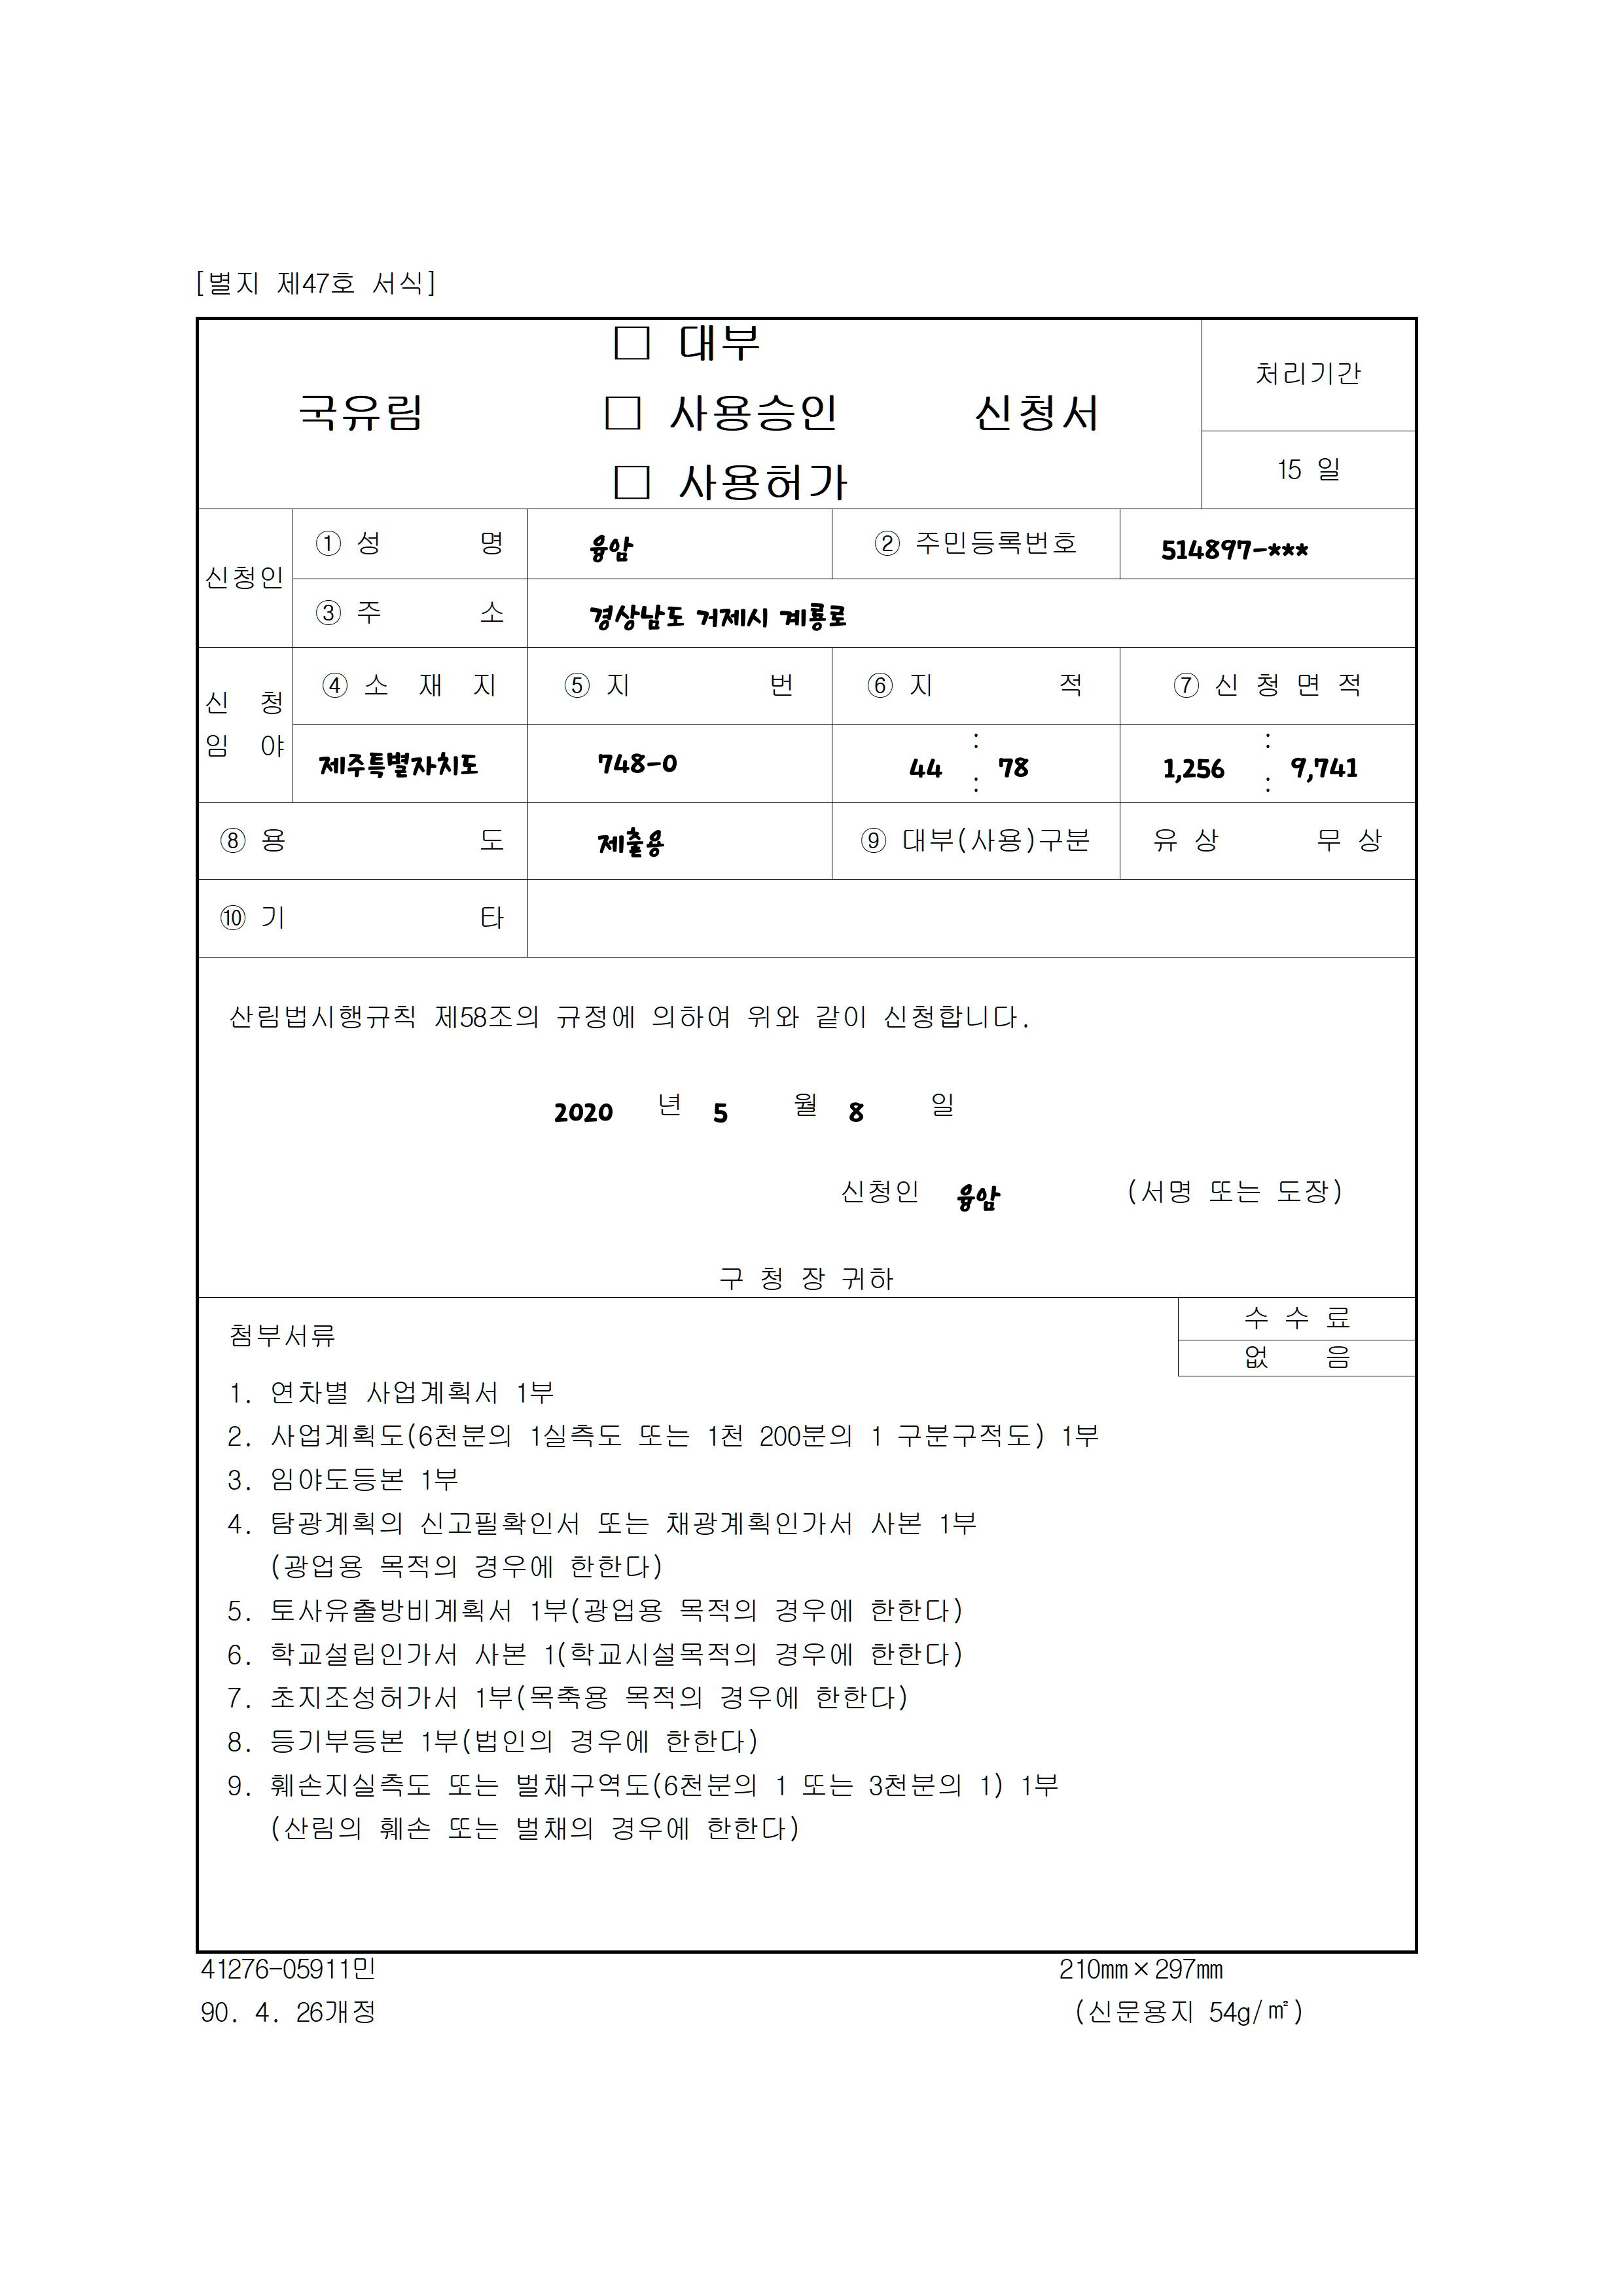 [별지 제47호 서식]
□ 대부
국유림 □ 사용승인 신청서
□ 사용허가
처리기간
15 일
신청인 ① 성 명 윰암 ② 주민등록번호 514897-***
③ 주 소 경상남도 거제시 계룡로
신 청 임 야 ④ 소 재 지 ⑤ 지 번 ⑥ 지 적 ⑦ 신 청 면 적
제주특별자치도 748-0 44 : 78 1,256 : 9,741
⑧ 용 도 제출용 ⑨ 대부(사용)구분 유 상 무 상
⑩ 기 타
산림법시행규칙 제58조의 규정에 의하여 위와 같이 신청합니다.
2020 년 5 월 8 일
신청인 윰암 (서명 또는 도장)
구 청 장 귀하
수 수 료
없 음
첨부서류
1. 연차별 사업계획서 1부
2. 사업계획도(6천분의 1실측도 또는 1천 200분의 1 구분구적도) 1부
3. 임야도등본 1부
4. 탐광계획의 신고필확인서 또는 채광계획인가서 사본 1부
(광업용 목적의 경우에 한한다)
5. 토사유출방비계획서 1부(광업용 목적의 경우에 한한다)
6. 학교설립인가서 사본 1(학교시설목적의 경우에 한한다)
7. 초지조성허가서 1부(목축용 목적의 경우에 한한다)
8. 등기부등본 1부(법인의 경우에 한한다)
9. 훼손지실측도 또는 벌채구역도(6천분의 1 또는 3천분의 1) 1부
(산림의 훼손 또는 벌채의 경우에 한한다)
41276-05911민 210㎜×297㎜
90. 4. 26개정 (신문용지 54g/㎡)